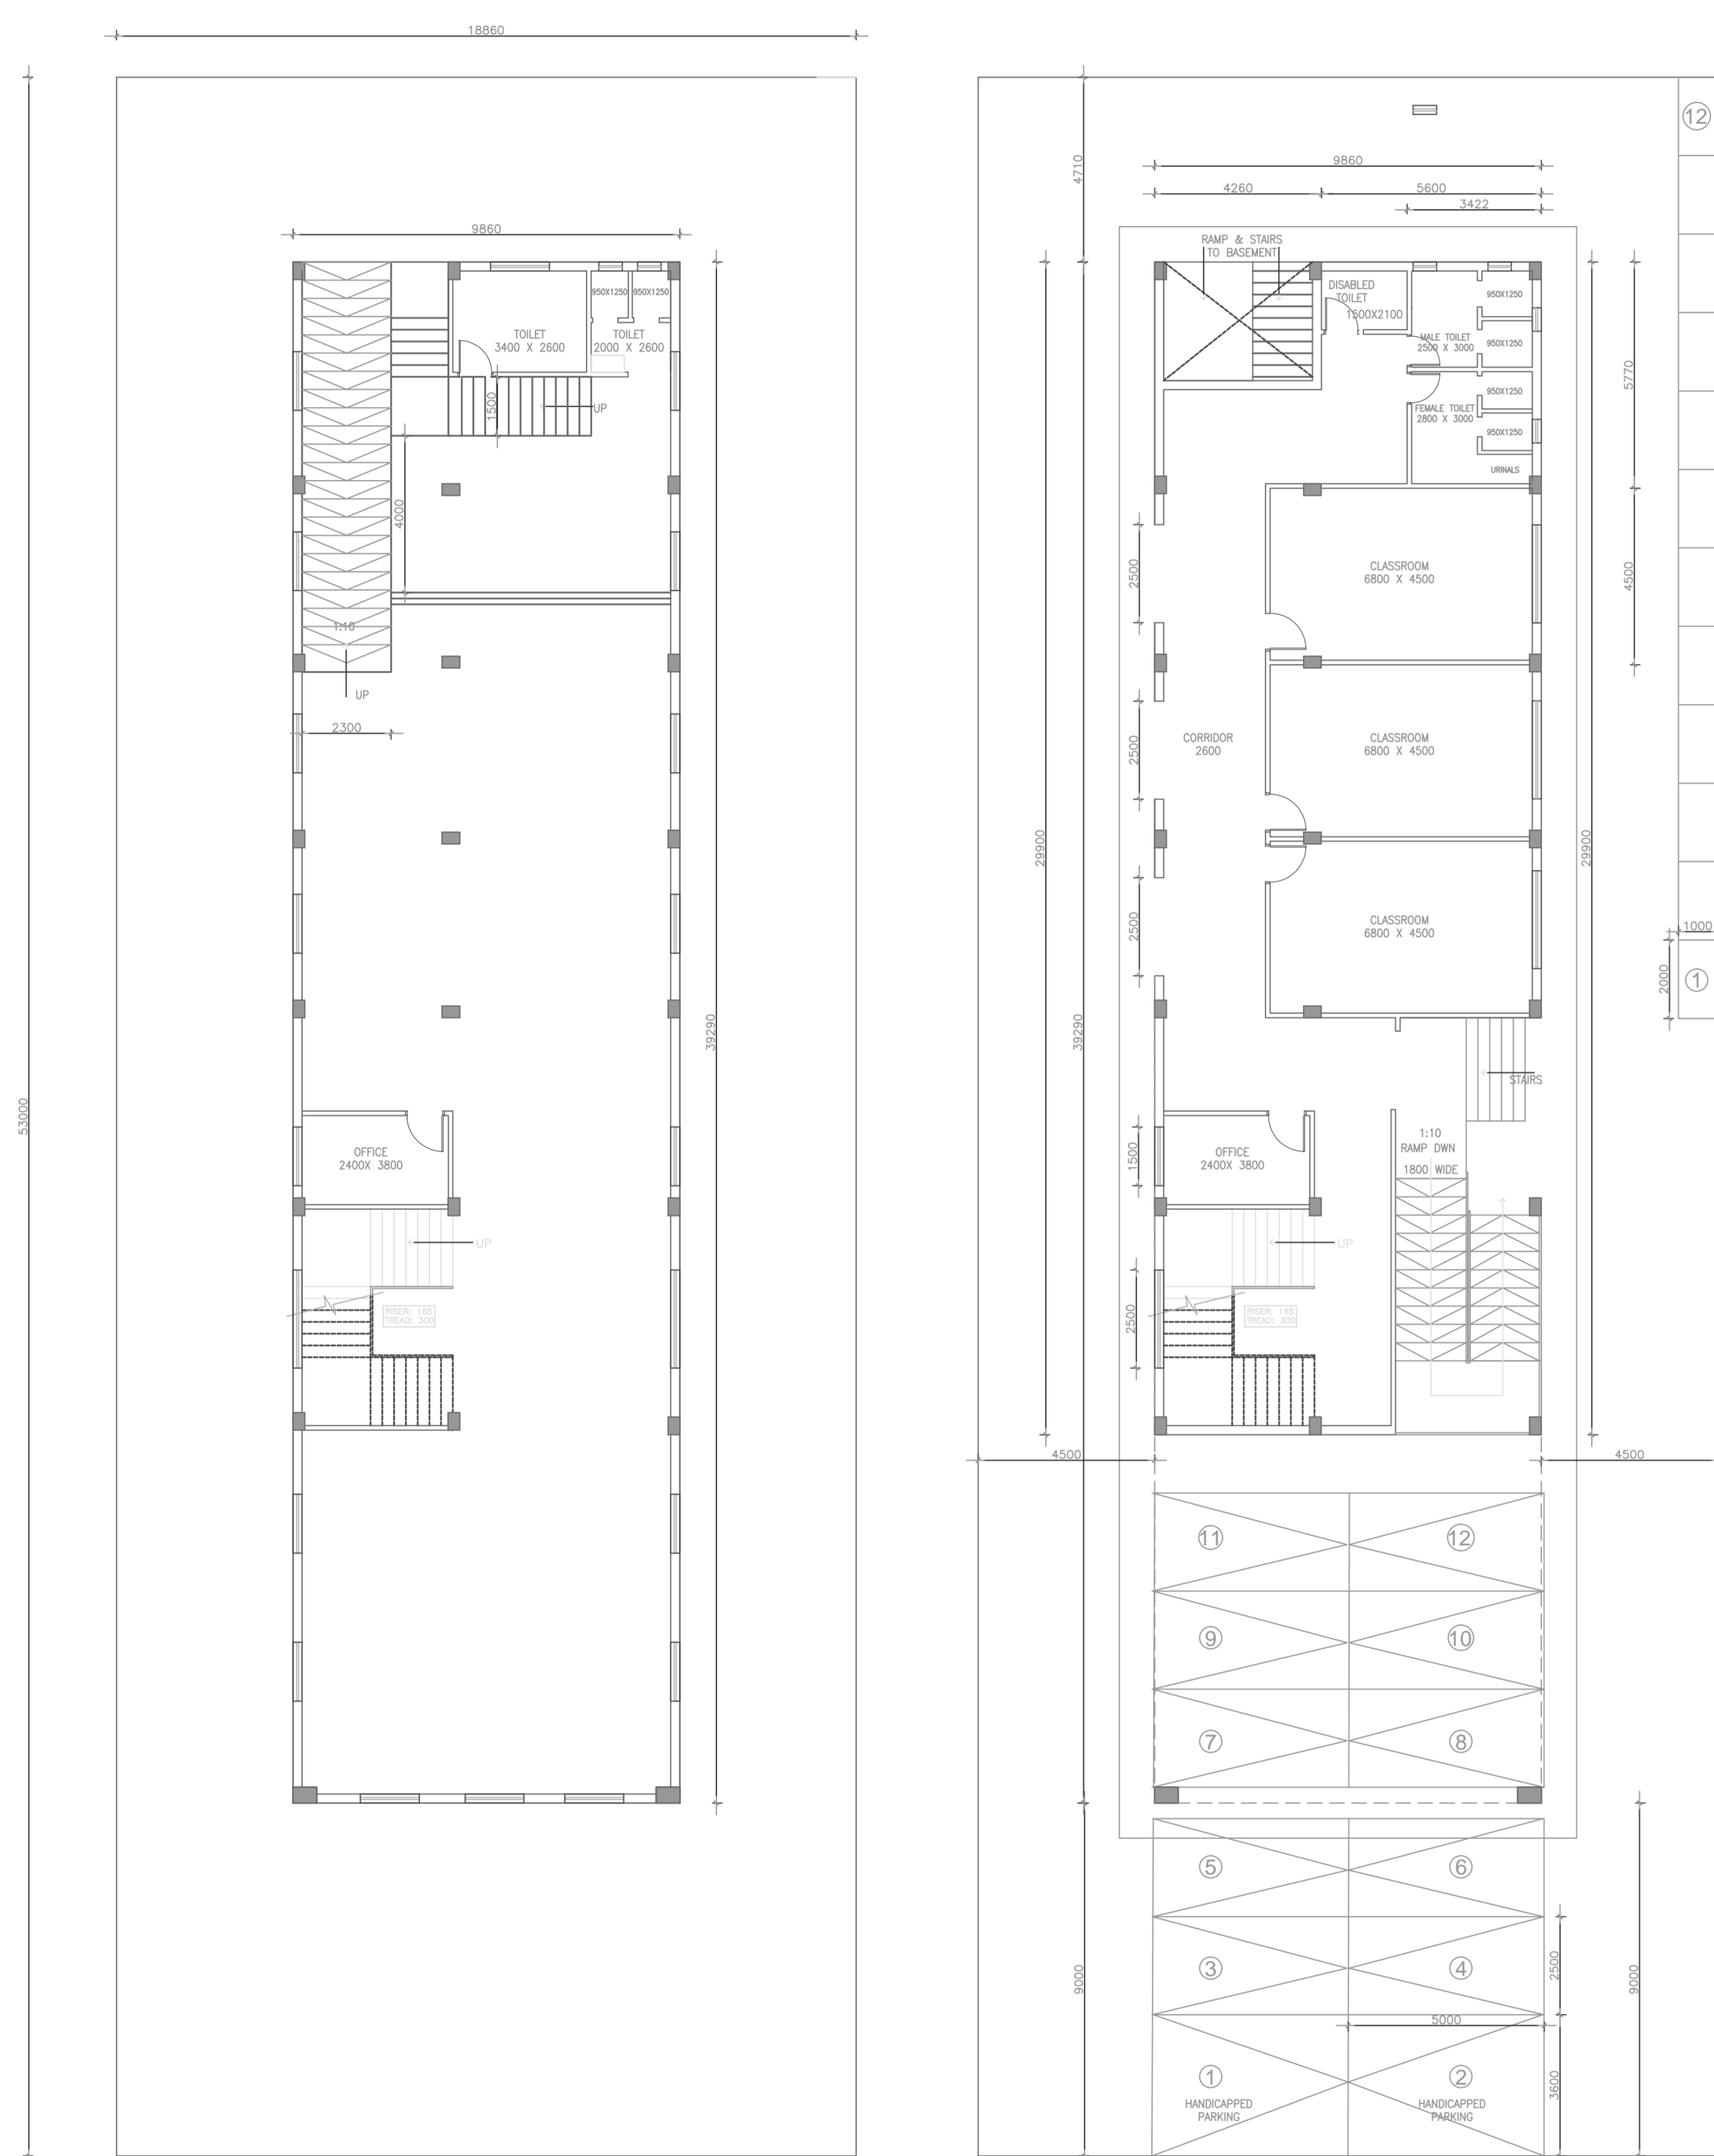 18860
53000
9860
950X1250
950X1250
TOILET
3400 X 2600
TOILET
2000 X 2600
1500
UP
4000
1:10
UP
2300
39290
OFFICE
2400X 3800
UP
RISER: 165
TREAD: 300
12
4710
9860
4260
5600
3422
RAMP & STAIRS
TO BASEMENT
DISABLED
TOILET
1500X2100
950X1250
MALE TOILET
2500 X 3000
950X1250
950X1250
FEMALE TOILET
2800 X 3000
950X1250
URINALS
5770
2500
CLASSROOM
6800 X 4500
4500
2500
CORRIDOR
2600
CLASSROOM
6800 X 4500
29900
29900
2500
CLASSROOM
6800 X 4500
1000
2000
1
39290
STAIRS
1:10
RAMP DWN
1800 WIDE
1500
OFFICE
2400X 3800
UP
2500
RISER: 165
TREAD: 300
4500
4500
11
12
9
10
7
8
5
6
9000
3
4
2500
9000
5000
1
2
3600
HANDICAPPED
PARKING
HANDICAPPED
PARKING